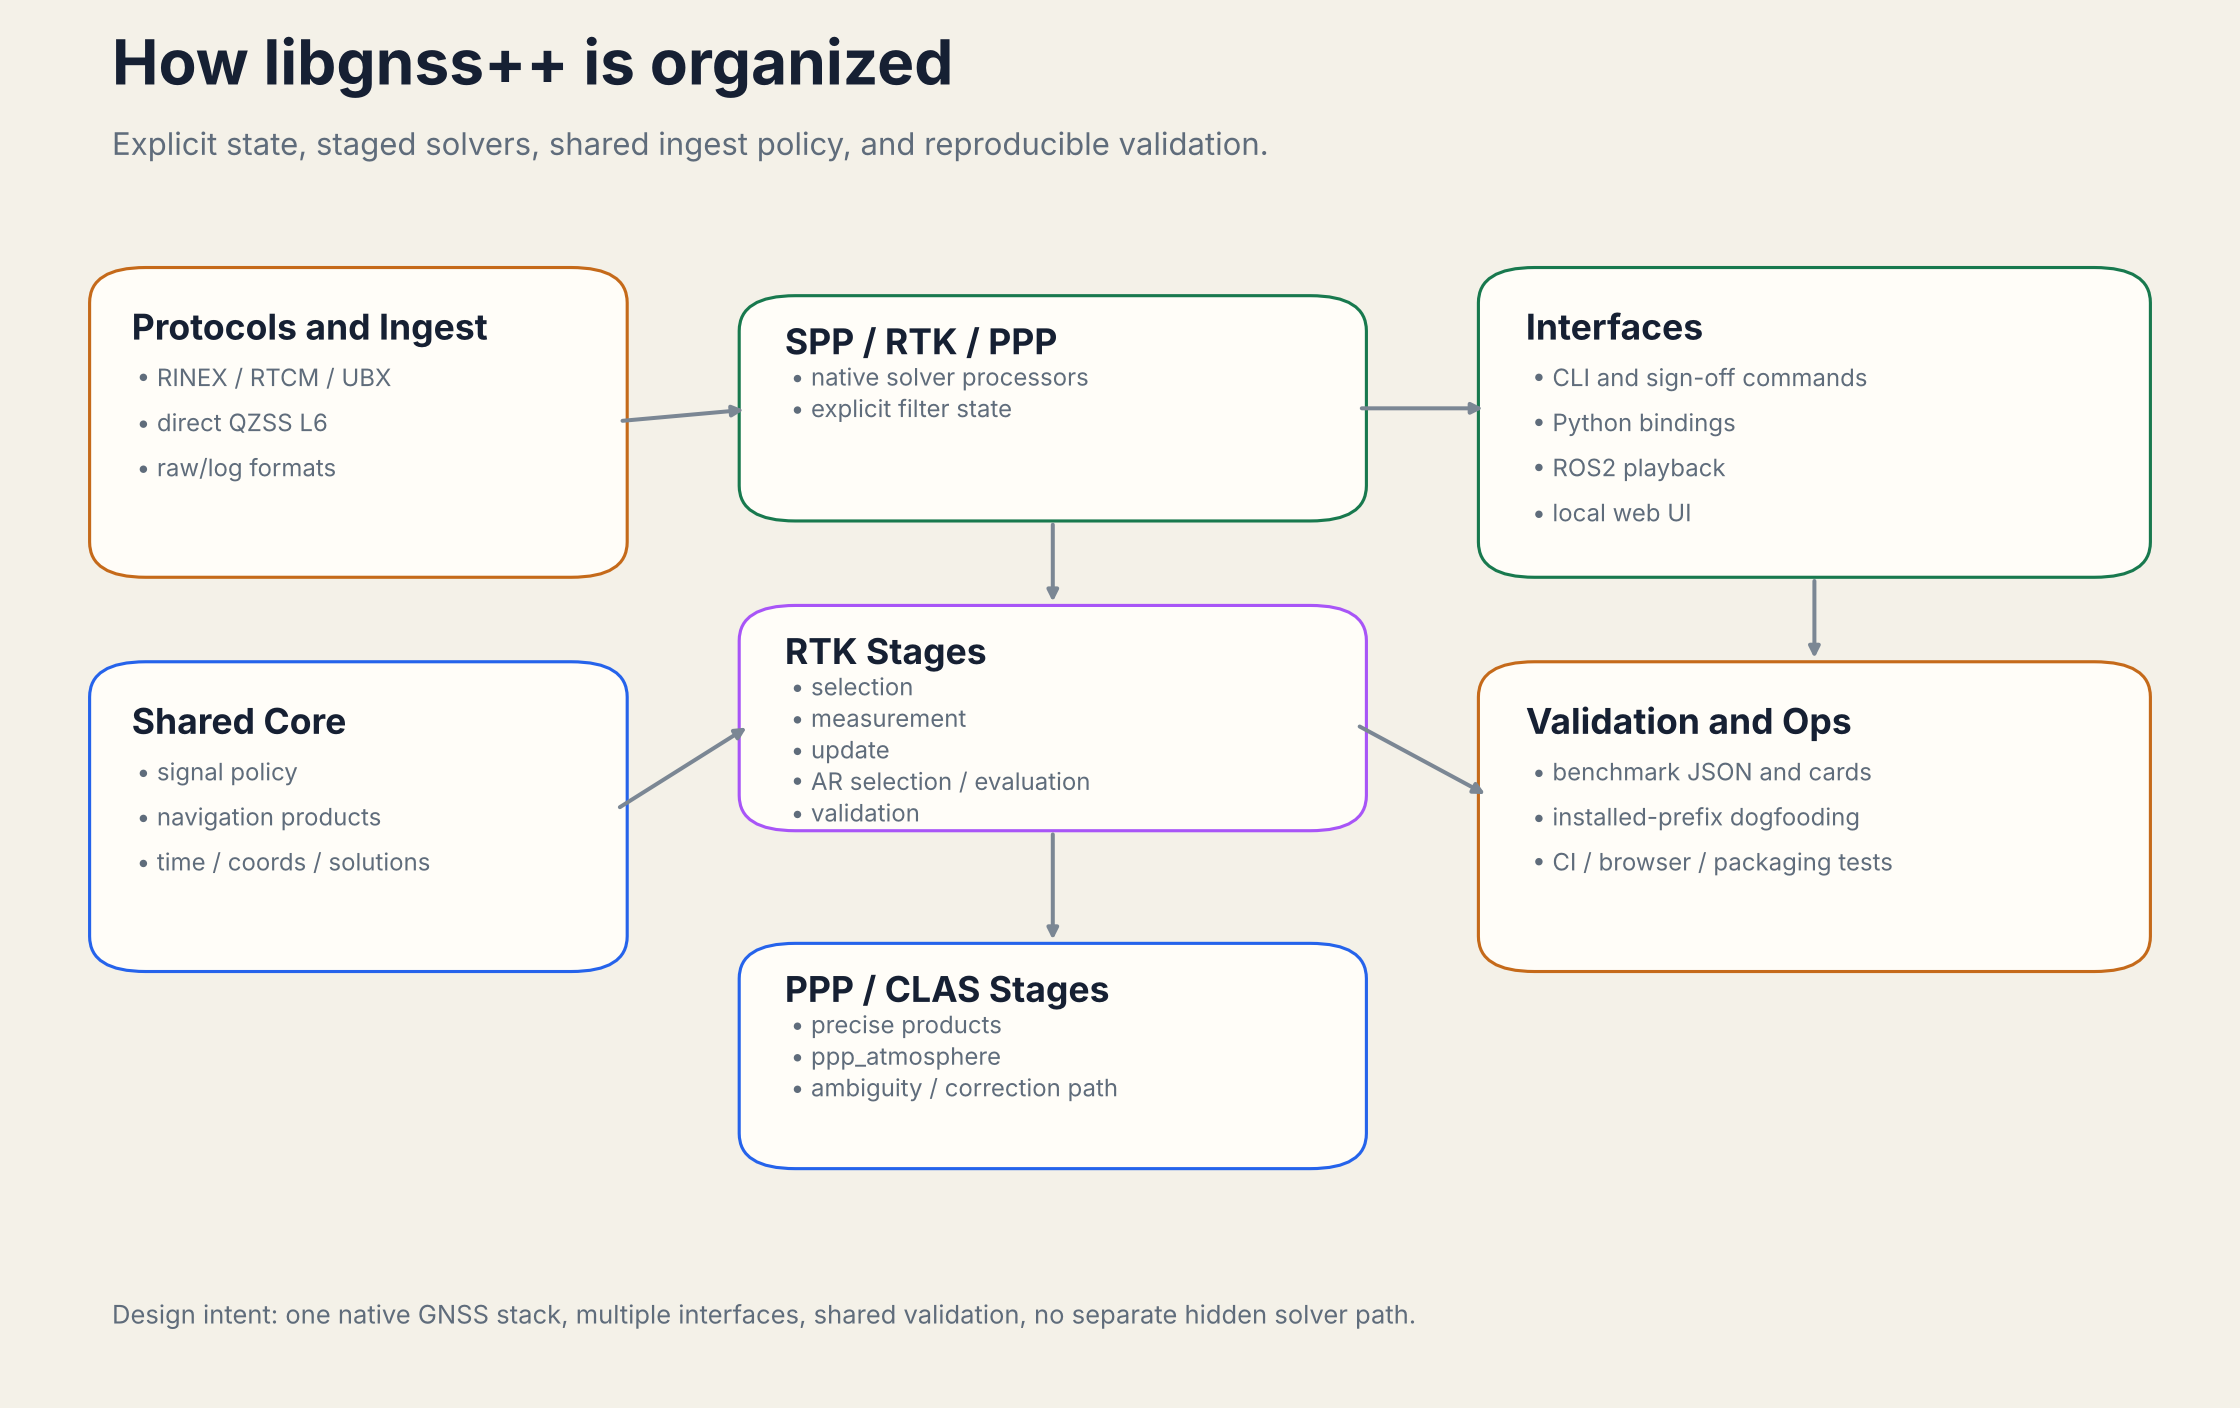 How libgnss++ is organized
Explicit state, staged solvers, shared ingest policy, and reproducible validation.
Protocols and Ingest
• RINEX / RTCM / UBX
• direct QZSS L6
• raw/log formats
SPP / RTK / PPP
• native solver processors
• explicit filter state
Interfaces
• CLI and sign-off commands
• Python bindings
• ROS2 playback
• local web UI
Shared Core
• signal policy
• navigation products
• time / coords / solutions
RTK Stages
• selection
• measurement
• update
• AR selection / evaluation
• validation
Validation and Ops
• benchmark JSON and cards
• installed-prefix dogfooding
• CI / browser / packaging tests
PPP / CLAS Stages
• precise products
• ppp_atmosphere
• ambiguity / correction path
Design intent: one native GNSS stack, multiple interfaces, shared validation, no separate hidden solver path.